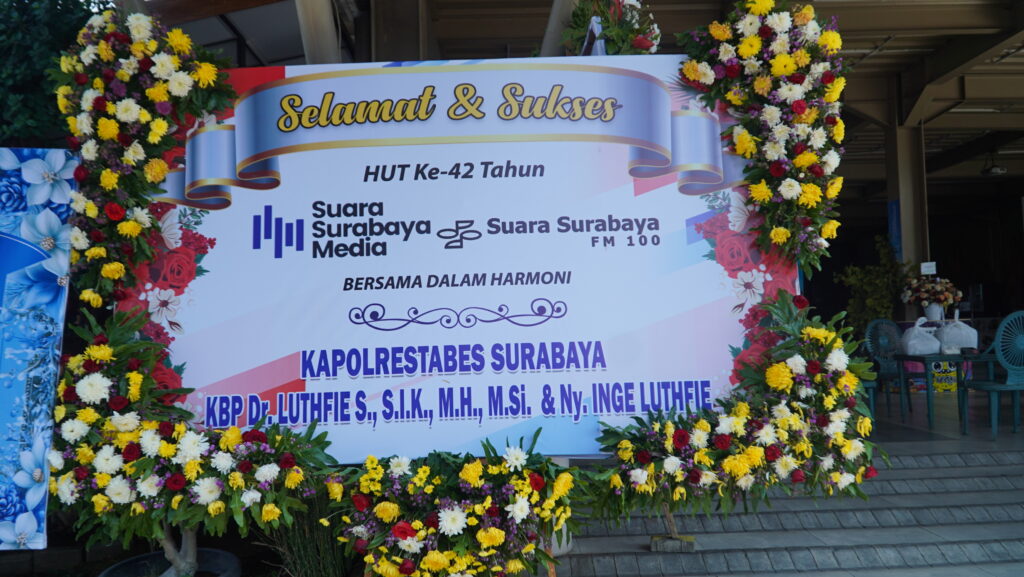 Selamat & Sukses
HUT Ke-42 Tahun
Suara
Surabaya
Media
Suara Surabaya
FM 100
BERSAMA DALAM HARMONI
KAPOLRESTABES SURABAYA
KBP Dr. LUTHFIE S., S.I.K., M.H., M.Si. & Ny. INGE LUTHFIE